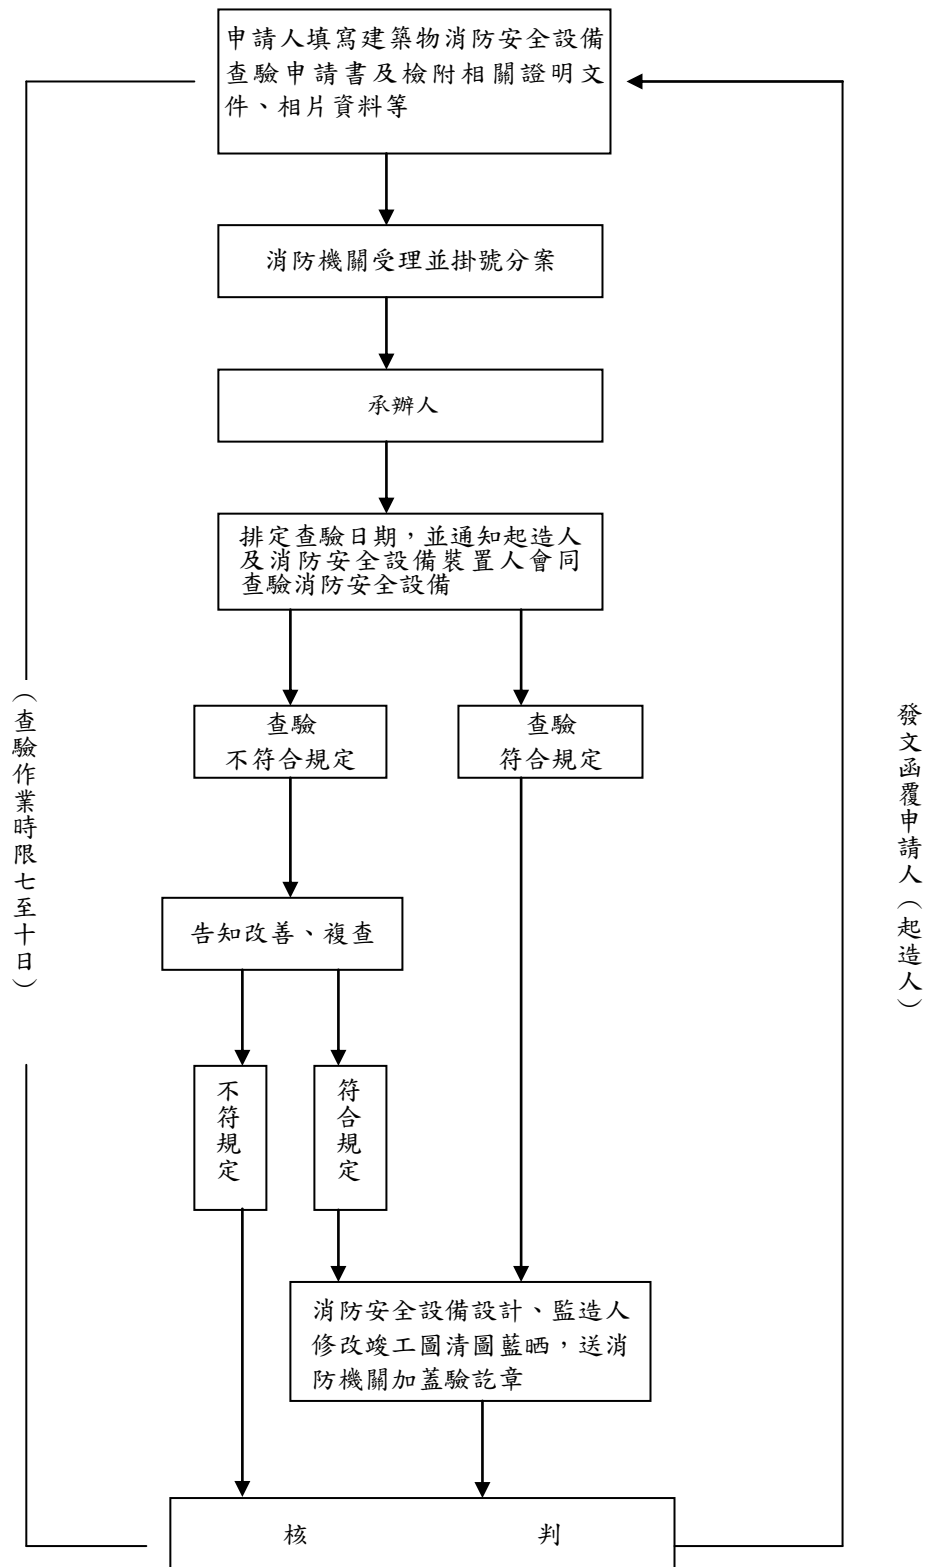 申請人填寫建築物消防安全設備
查驗申請書及檢附相關證明文
件、相片資料等
消防機關受理並掛號分案
承辦人
排定查驗日期，並通知起造人
及消防安全設備裝置人會同
查驗消防安全設備
查驗
不符合規定
查驗
符合規定
（查驗作業時限七至十日）
發文函覆申請人（起造人）
告知改善、複查
不符規定
符合規定
消防安全設備設計、監造人
修改竣工圖清圖藍晒，送消
防機關加蓋驗訖章
核 判